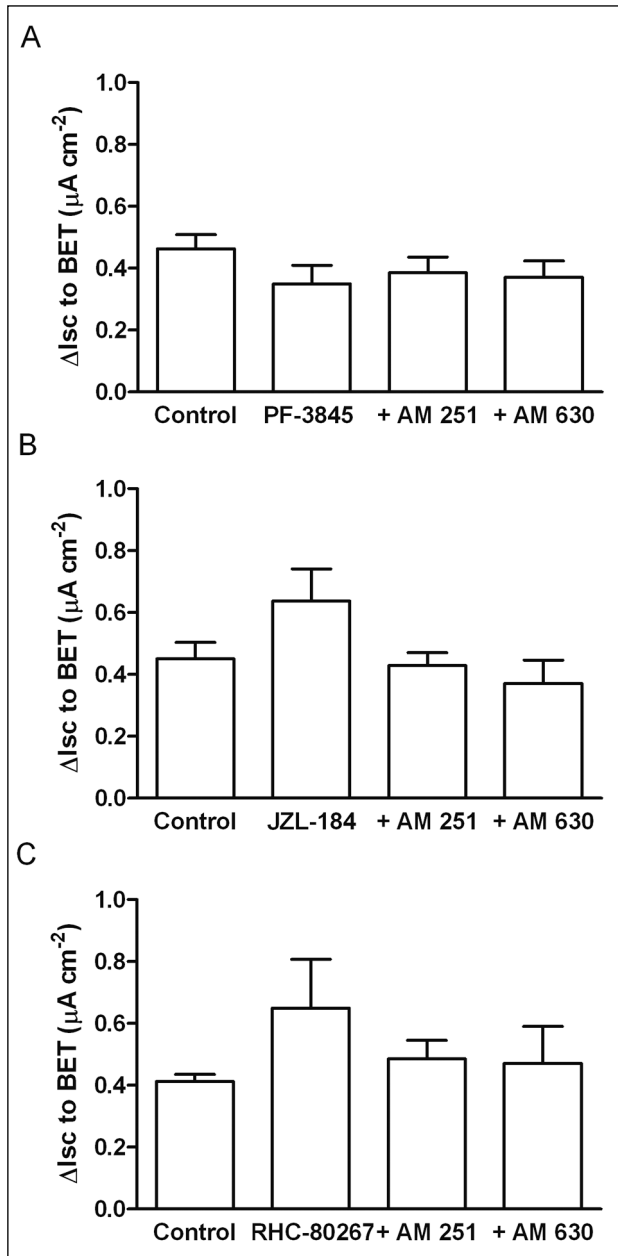 A
ΔIsc to BET (μA cm⁻²)
1.0
0.8
0.6
0.4
0.2
0.0
Control PF-3845 + AM 251 + AM 630
B
ΔIsc to BET (μA cm⁻²)
1.0
0.8
0.6
0.4
0.2
0.0
Control JZL-184 + AM 251 + AM 630
C
ΔIsc to BET (μA cm⁻²)
1.0
0.8
0.6
0.4
0.2
0.0
Control RHC-80267 + AM 251 + AM 630